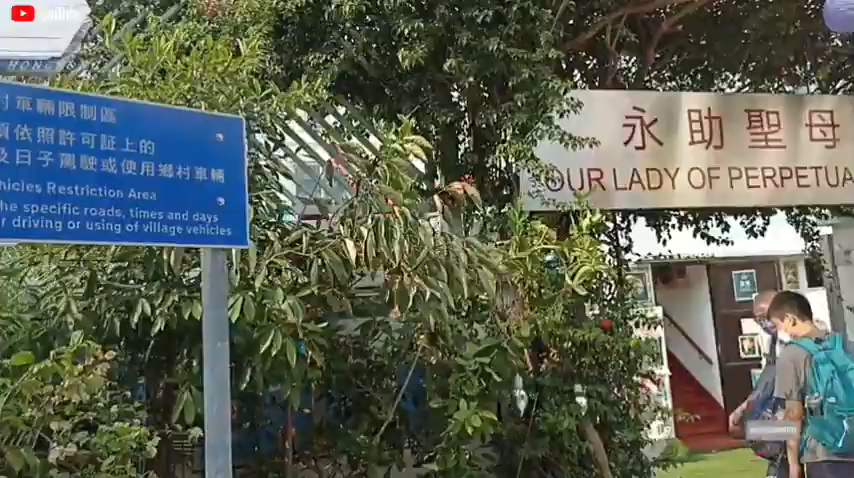 村車輛限制區
須依照許可証上的
及日子駕駛或使用鄉村車輛
hicles Restriction Area
the specific roads, times and days
r driving or using of village vehicles
永助聖母
OUR LADY OF PERPETUA